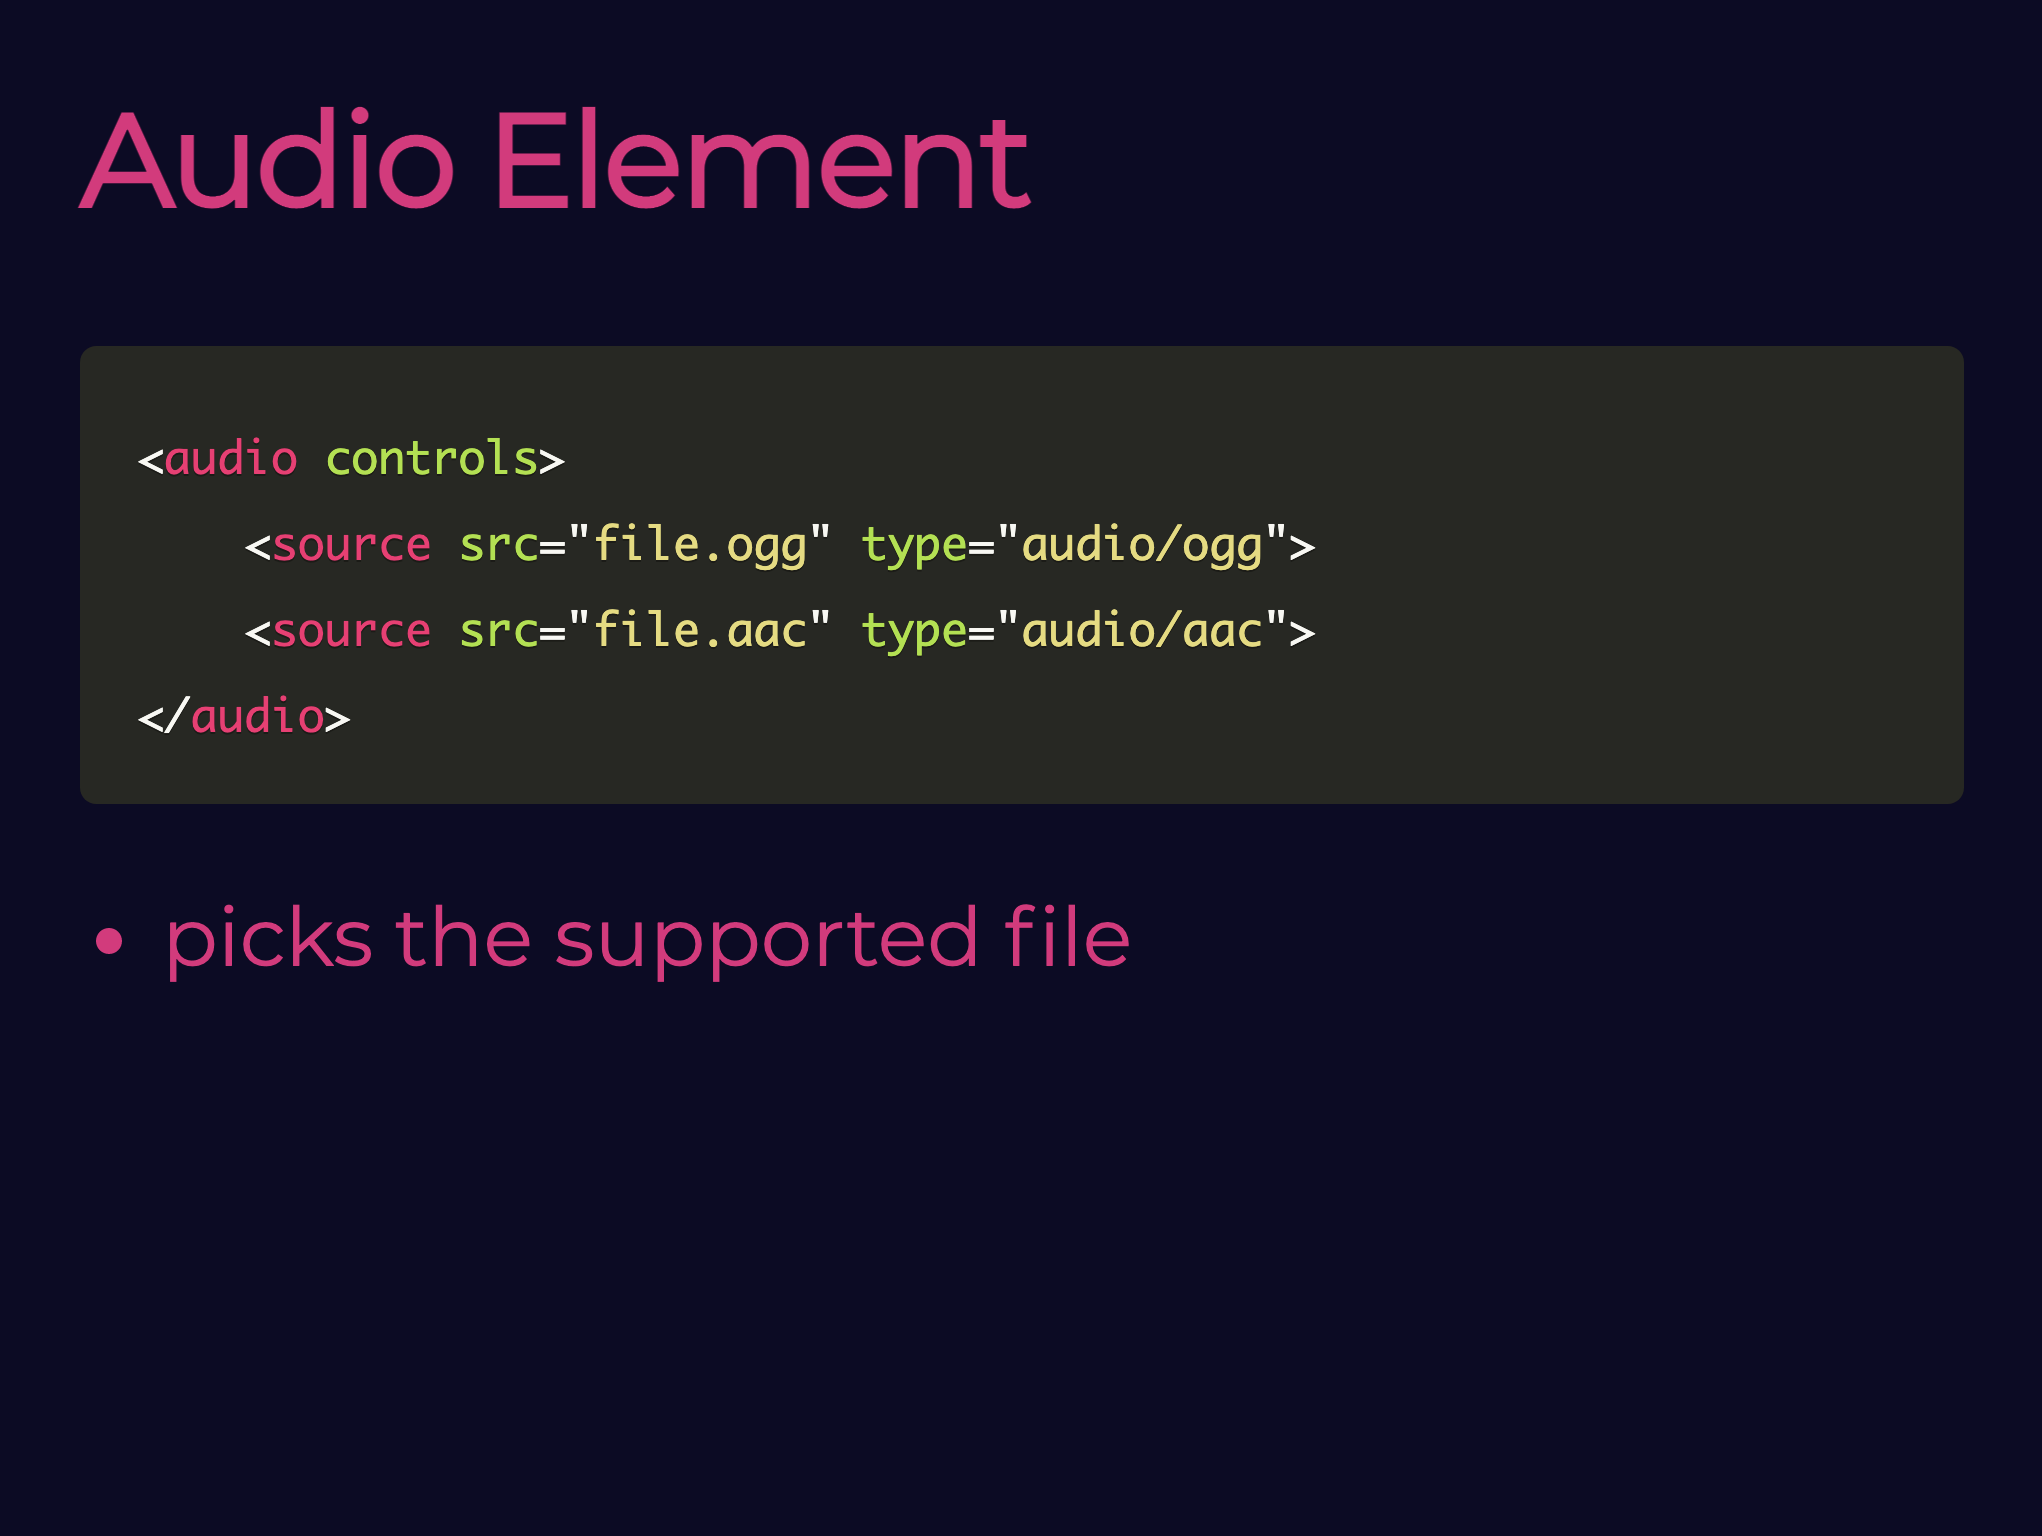 Audio Element
<audio controls>
    <source src="file.ogg" type="audio/ogg">
    <source src="file.aac" type="audio/aac">
</audio>
• picks the supported file